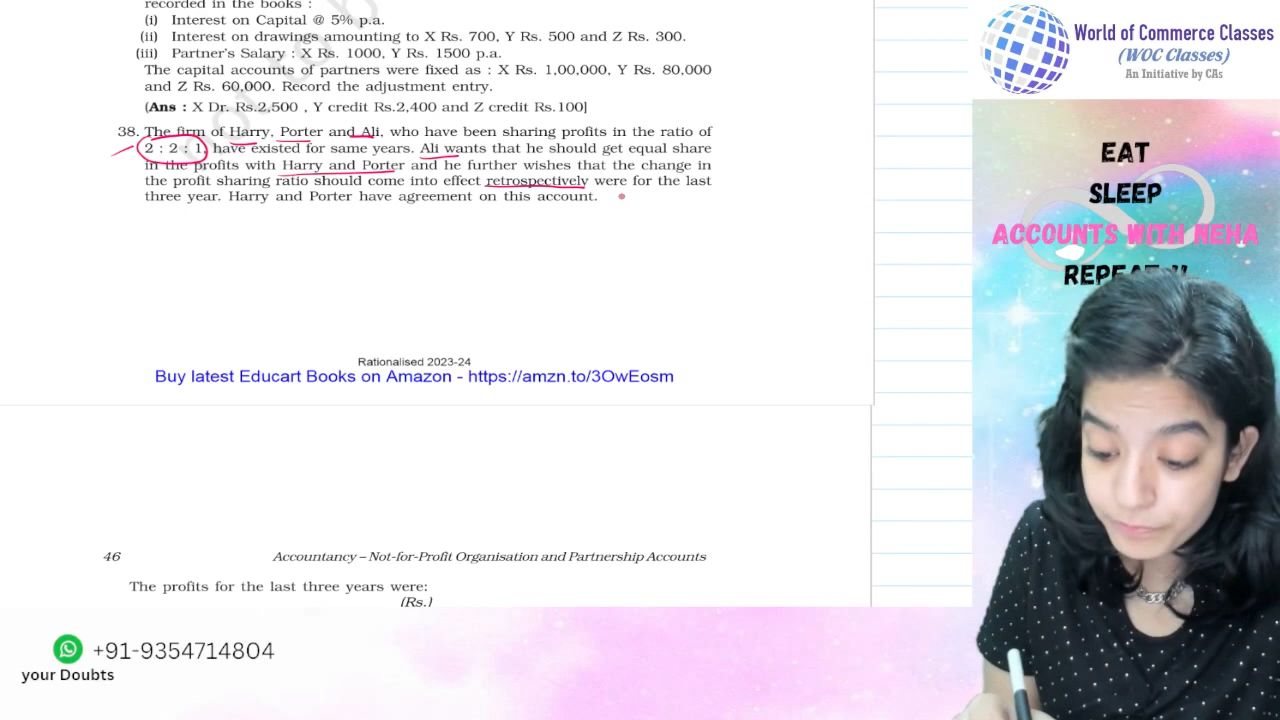 recorded in the books :
(i) Interest on Capital @ 5% p.a.
(ii) Interest on drawings amounting to X Rs. 700, Y Rs. 500 and Z Rs. 300.
(iii) Partner's Salary : X Rs. 1000, Y Rs. 1500 p.a.
The capital accounts of partners were fixed as : X Rs. 1,00,000, Y Rs. 80,000
and Z Rs. 60,000. Record the adjustment entry.
(Ans : X Dr. Rs.2,500 , Y credit Rs.2,400 and Z credit Rs.100]
38. The firm of Harry, Porter and Ali, who have been sharing profits in the ratio of
2 : 2 : 1, have existed for same years. Ali wants that he should get equal share
in the profits with Harry and Porter and he further wishes that the change in
the profit sharing ratio should come into effect retrospectively were for the last
three year. Harry and Porter have agreement on this account.
Rationalised 2023-24
Buy latest Educart Books on Amazon - https://amzn.to/3OwEosm
46 Accountancy – Not-for-Profit Organisation and Partnership Accounts
The profits for the last three years were:
(Rs.)
World of Commerce Classes
(WOC Classes)
An Initiative by CAs
EAT
SLEEP
ACCOUNTS WITH NEHA
REPEAT !!
+91-9354714804
your Doubts